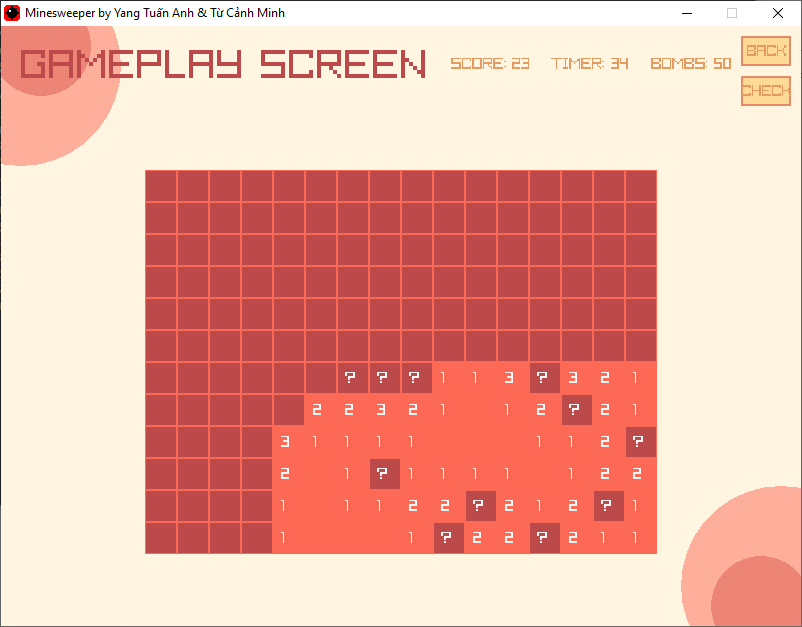 Minesweeper by Yang Tuấn Anh & Từ Cảnh Minh
GAMEPLAY SCREEN
SCORE: 23
TIMER: 34
BOMBS: 50
BACK
CHECK
? ? ? 1 1 3 ? 3 2 1
2 2 3 2 1 1 2 ? 2 1
3 1 1 1 1 1 1 2 ?
2 1 ? 1 1 1 1 1 2 2
1 1 1 2 2 ? 2 1 2 ? 1
1 1 ? 2 2 ? 2 1 1